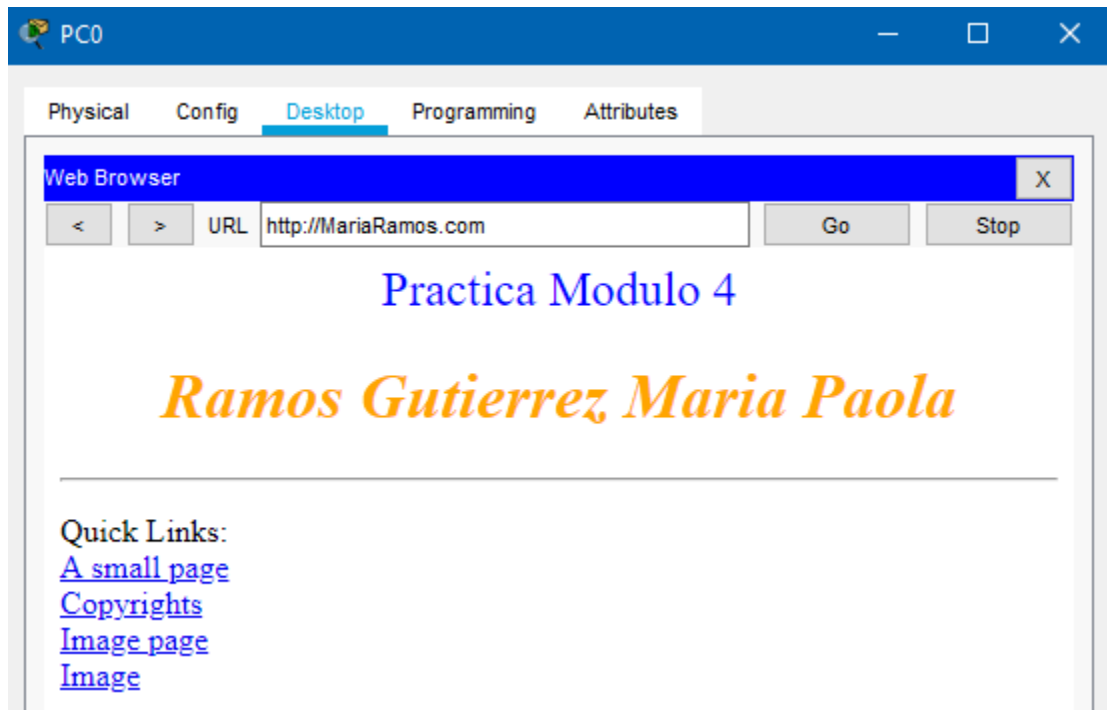 PC0
Physical Config Desktop Programming Attributes
Web Browser X
< > URL http://MariaRamos.com Go Stop
Practica Modulo 4
Ramos Gutierrez Maria Paola
Quick Links:
A small page
Copyrights
Image page
Image